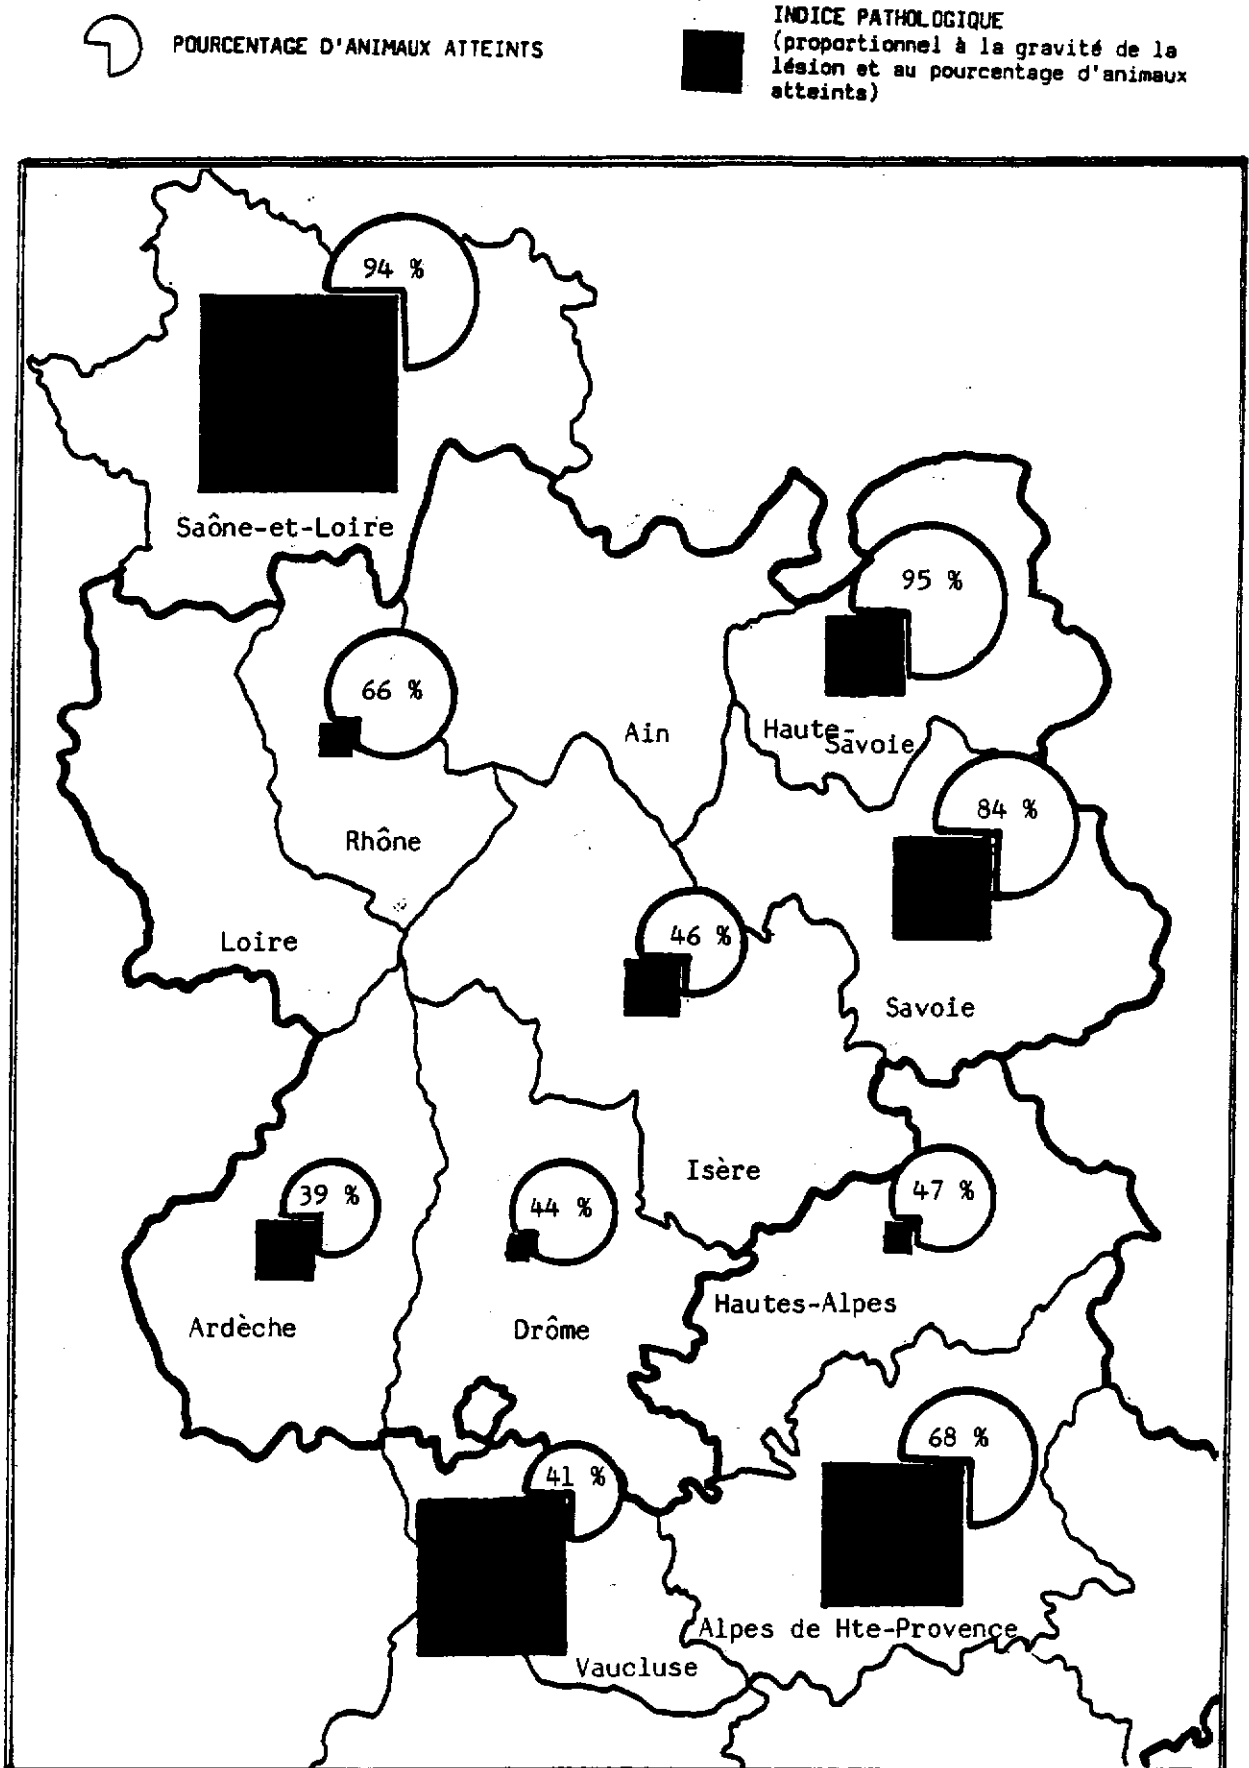 POURCENTAGE D'ANIMAUX ATTEINTS
INDICE PATHOLOGIQUE
(proportionnel à la gravité de la
lésion et au pourcentage d'animaux
atteints)
94 %
Saône-et-Loire
95 %
66 %
Ain
Haute-
Savoie
84 %
Rhône
46 %
Loire
Savoie
Isère
39 %
44 %
47 %
Hautes-Alpes
Ardèche
Drôme
68 %
41 %
Alpes de Hte-Provence
Vaucluse